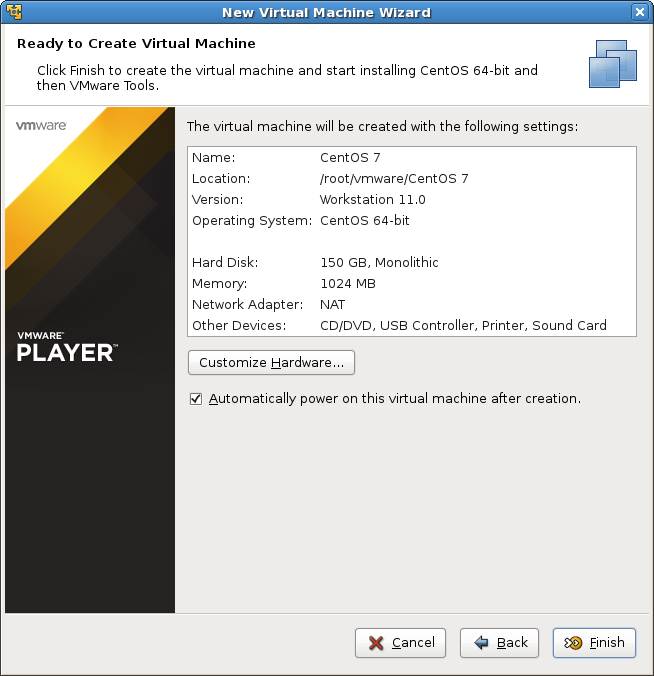 New Virtual Machine Wizard
Ready to Create Virtual Machine
Click Finish to create the virtual machine and start installing CentOS 64-bit and
then VMware Tools.
vmware
The virtual machine will be created with the following settings:
Name: CentOS 7
Location: /root/vmware/CentOS 7
Version: Workstation 11.0
Operating System: CentOS 64-bit
Hard Disk: 150 GB, Monolithic
Memory: 1024 MB
Network Adapter: NAT
Other Devices: CD/DVD, USB Controller, Printer, Sound Card
VMWARE™
PLAYER™
Customize Hardware...
Automatically power on this virtual machine after creation.
Cancel Back Finish